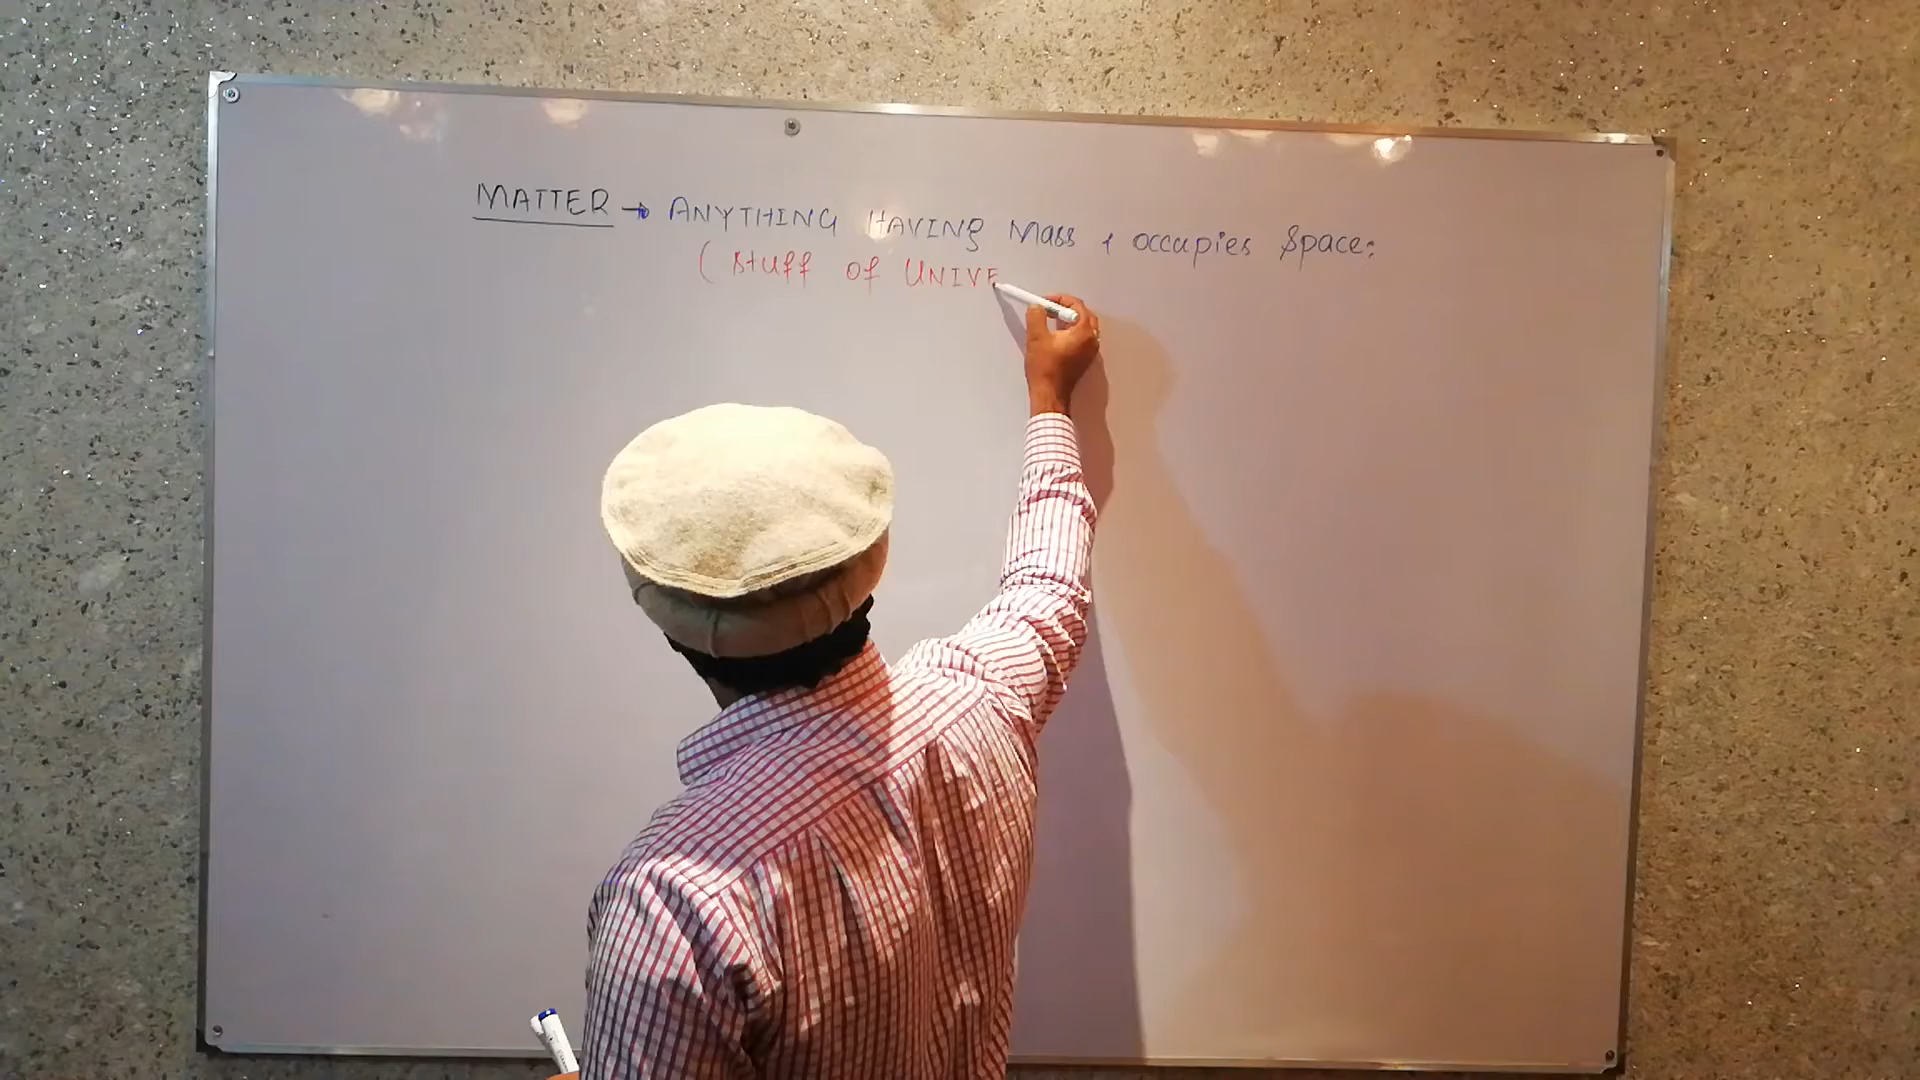 MATTER → ANYTHING HAVING Mass & occupies Space:
( stuff of UNIVE